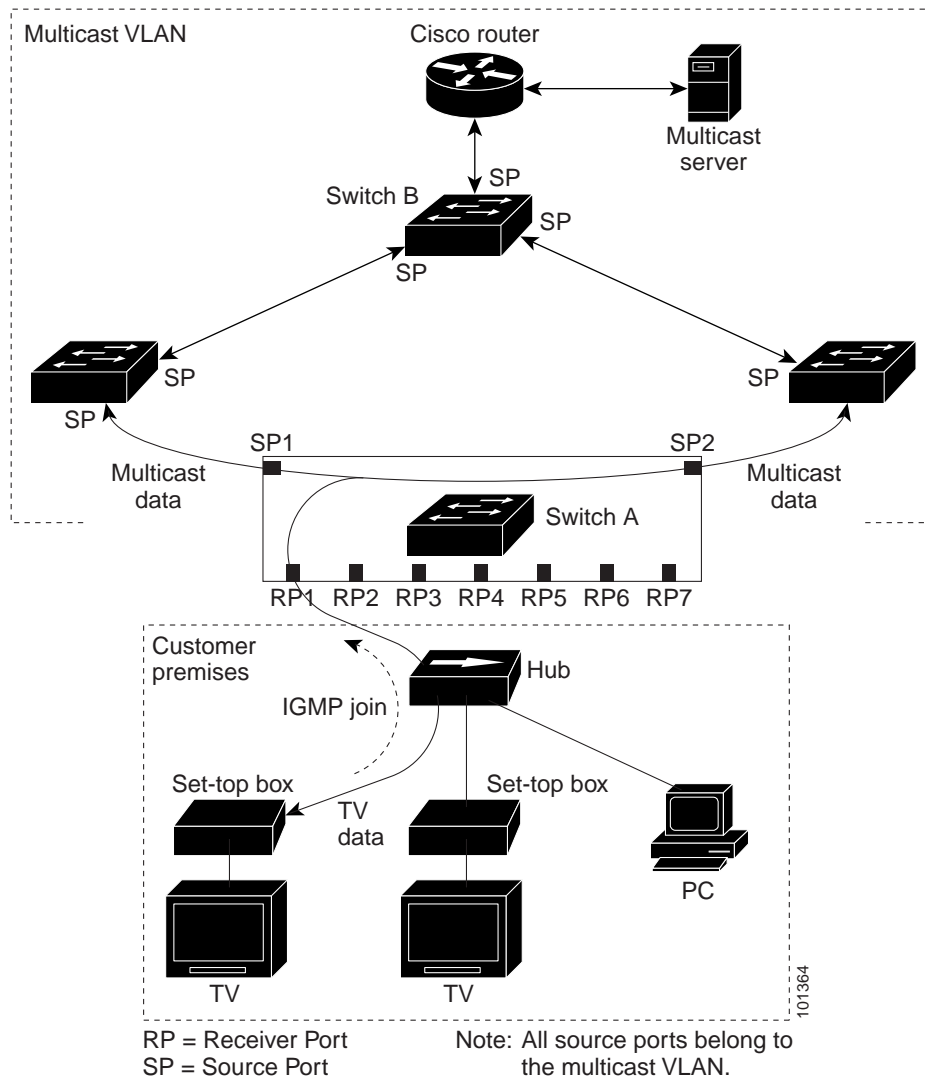 Multicast VLAN
Cisco router
Multicast
server
SP
Switch B
SP
SP
SP
SP
SP
SP1
SP2
Multicast
data
Multicast
data
Switch A
RP1 RP2 RP3 RP4 RP5 RP6 RP7
Customer
premises
Hub
IGMP join
Set-top box
Set-top box
TV
data
PC
TV
TV
101364
RP = Receiver Port
SP = Source Port
Note: All source ports belong to
the multicast VLAN.